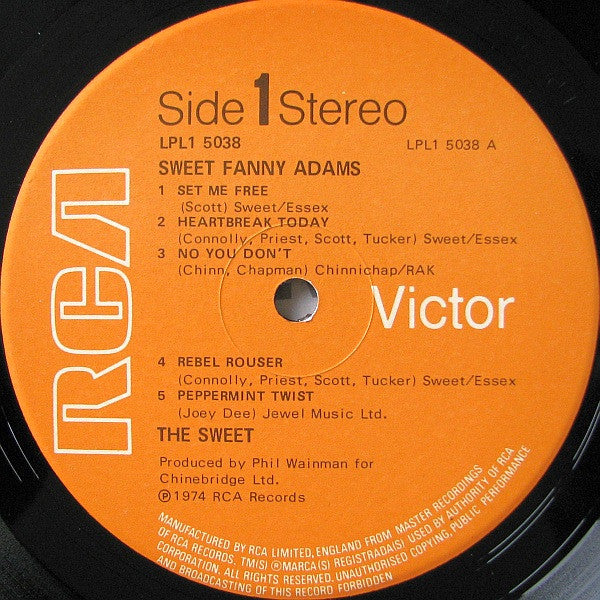 Side 1 Stereo
LPL1 5038
LPL1 5038 A
SWEET FANNY ADAMS
1 SET ME FREE
(Scott) Sweet/Essex
2 HEARTBREAK TODAY
(Connolly, Priest, Scott, Tucker) Sweet/Essex
3 NO YOU DON'T
(Chinn, Chapman) Chinnichap/RAK
RCA
Victor
4 REBEL ROUSER
(Connolly, Priest, Scott, Tucker) Sweet/Essex
5 PEPPERMINT TWIST
(Joey Dee) Jewel Music Ltd.
THE SWEET
Produced by Phil Wainman for
Chinebridge Ltd.
℗ 1974 RCA Records
MANUFACTURED BY RCA LIMITED, ENGLAND FROM MASTER RECORDINGS
OF RCA RECORDS. TM(S) ® MARCA(S) REGISTRADA(S) USED BY AUTHORITY OF RCA
CORPORATION. ALL RIGHTS RESERVED. UNAUTHORISED COPYING, PUBLIC PERFORMANCE
AND BROADCASTING OF THIS RECORD FORBIDDEN